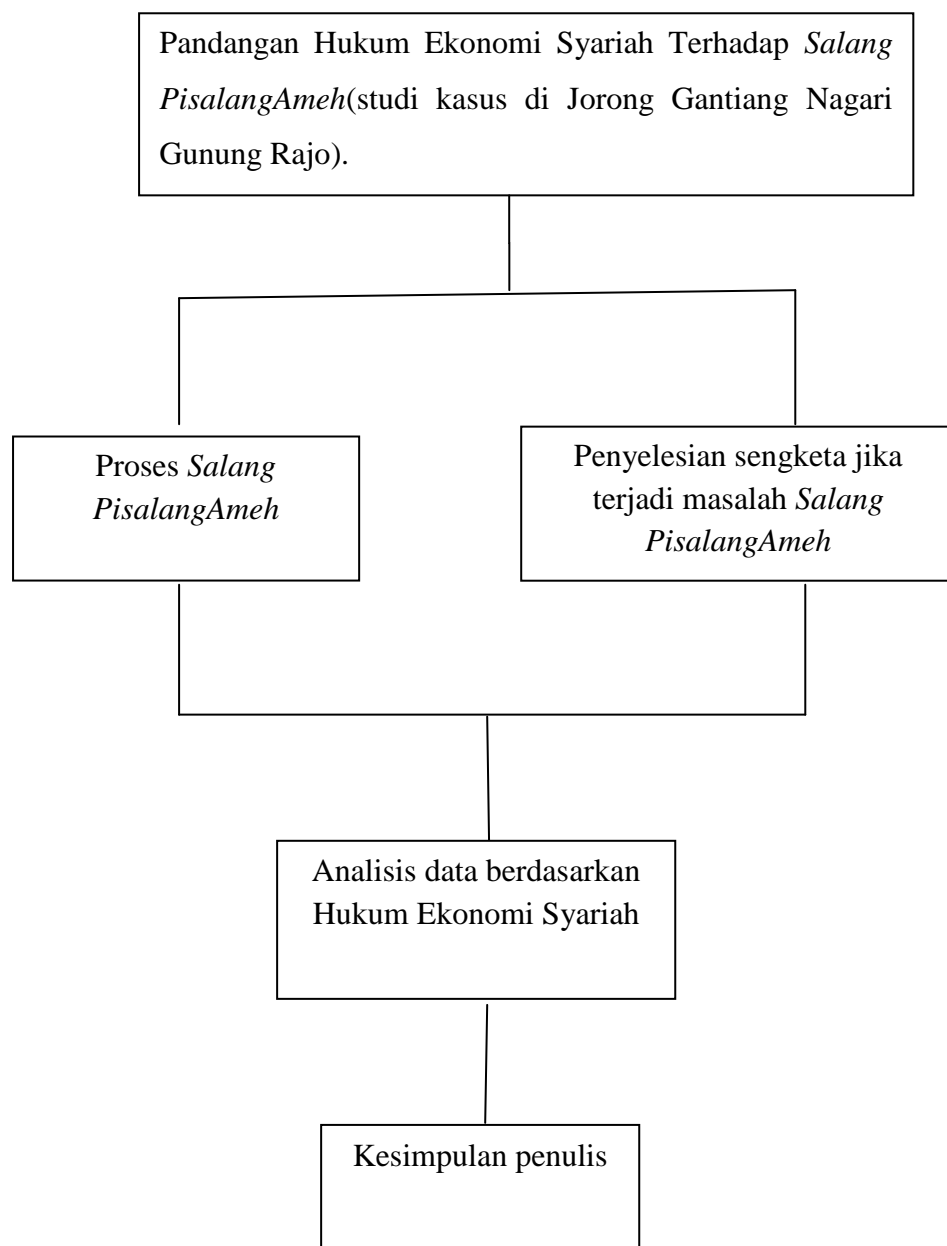 Pandangan Hukum Ekonomi Syariah Terhadap Salang
PisalangAmeh(studi kasus di Jorong Gantiang Nagari
Gunung Rajo).
Proses Salang
PisalangAmeh
Penyelesian sengketa jika
terjadi masalah Salang
PisalangAmeh
Analisis data berdasarkan
Hukum Ekonomi Syariah
Kesimpulan penulis